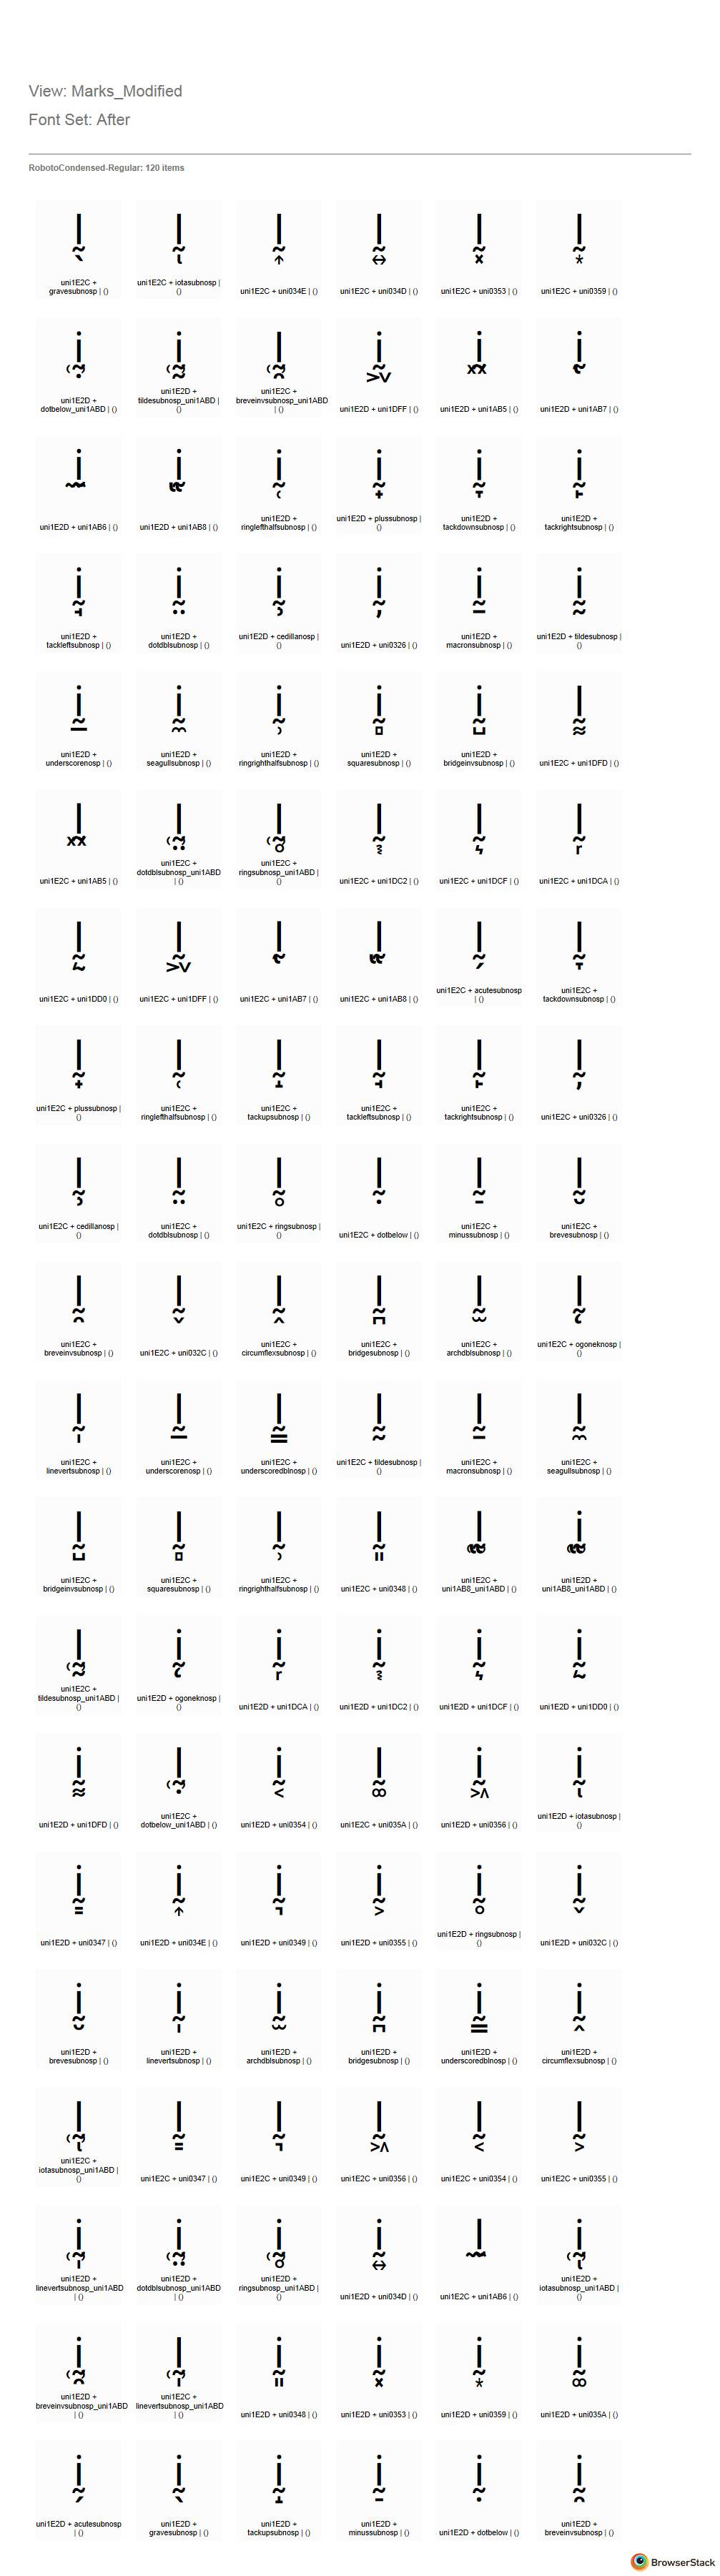 View: Marks_Modified
Font Set: After
RobotoCondensed-Regular: 120 items
uni1E2C +
gravesubnosp | ()
uni1E2C + iotasubnosp |
()
uni1E2C + uni034E | ()
uni1E2C + uni034D | ()
uni1E2C + uni0353 | ()
uni1E2C + uni0359 | ()
uni1E2D +
dotbelow_uni1ABD | ()
uni1E2D +
tildesubnosp_uni1ABD |
()
uni1E2C +
breveinvsubnosp_uni1ABD
| ()
uni1E2D + uni1DFF | ()
uni1E2D + uni1AB5 | ()
uni1E2D + uni1AB7 | ()
uni1E2D + uni1AB6 | ()
uni1E2D + uni1AB8 | ()
uni1E2D +
ringlefthalfsubnosp | ()
uni1E2D + plussubnosp |
()
uni1E2D +
tackdownsubnosp | ()
uni1E2D +
tackrightsubnosp | ()
uni1E2D +
tackleftsubnosp | ()
uni1E2D +
dotdblsubnosp | ()
uni1E2D + cedillanosp |
()
uni1E2D + uni0326 | ()
uni1E2D +
macronsubnosp | ()
uni1E2D + tildesubnosp |
()
uni1E2D +
underscorenosp | ()
uni1E2D +
seagullsubnosp | ()
uni1E2D +
ringrighthalfsubnosp | ()
uni1E2D +
squaresubnosp | ()
uni1E2D +
bridgeinvsubnosp | ()
uni1E2C + uni1DFD | ()
uni1E2C + uni1AB5 | ()
uni1E2C +
dotdblsubnosp_uni1ABD
| ()
uni1E2C +
ringsubnosp_uni1ABD |
()
uni1E2C + uni1DC2 | ()
uni1E2C + uni1DCF | ()
uni1E2C + uni1DCA | ()
uni1E2C + uni1DD0 | ()
uni1E2C + uni1DFF | ()
uni1E2C + uni1AB7 | ()
uni1E2C + uni1AB8 | ()
uni1E2C + acutesubnosp
| ()
uni1E2C +
tackdownsubnosp | ()
uni1E2C + plussubnosp |
()
uni1E2C +
ringlefthalfsubnosp | ()
uni1E2C +
tackupsubnosp | ()
uni1E2C +
tackleftsubnosp | ()
uni1E2C +
tackrightsubnosp | ()
uni1E2C + uni0326 | ()
uni1E2C + cedillanosp |
()
uni1E2C +
dotdblsubnosp | ()
uni1E2C + ringsubnosp |
()
uni1E2C + dotbelow | ()
uni1E2C +
minussubnosp | ()
uni1E2C +
brevesubnosp | ()
uni1E2C +
breveinvsubnosp | ()
uni1E2C + uni032C | ()
uni1E2C +
circumflexsubnosp | ()
uni1E2C +
bridgesubnosp | ()
uni1E2C +
archdblsubnosp | ()
uni1E2C + ogoneknosp |
()
uni1E2C +
linevertsubnosp | ()
uni1E2C +
underscorenosp | ()
uni1E2C +
underscoredblnosp | ()
uni1E2C + tildesubnosp |
()
uni1E2C +
macronsubnosp | ()
uni1E2C +
seagullsubnosp | ()
uni1E2C +
bridgeinvsubnosp | ()
uni1E2C +
squaresubnosp | ()
uni1E2C +
ringrighthalfsubnosp | ()
uni1E2C + uni0348 | ()
uni1E2C +
uni1AB8_uni1ABD | ()
uni1E2D +
uni1AB8_uni1ABD | ()
uni1E2C +
tildesubnosp_uni1ABD |
()
uni1E2D + ogoneknosp |
()
uni1E2D + uni1DCA | ()
uni1E2D + uni1DC2 | ()
uni1E2D + uni1DCF | ()
uni1E2D + uni1DD0 | ()
uni1E2D + uni1DFD | ()
uni1E2C +
dotbelow_uni1ABD | ()
uni1E2D + uni0354 | ()
uni1E2C + uni035A | ()
uni1E2D + uni0356 | ()
uni1E2D + iotasubnosp |
()
uni1E2D + uni0347 | ()
uni1E2D + uni034E | ()
uni1E2D + uni0349 | ()
uni1E2D + uni0355 | ()
uni1E2D + ringsubnosp |
()
uni1E2D + uni032C | ()
uni1E2D +
brevesubnosp | ()
uni1E2D +
linevertsubnosp | ()
uni1E2D +
archdblsubnosp | ()
uni1E2D +
bridgesubnosp | ()
uni1E2D +
underscoredblnosp | ()
uni1E2D +
circumflexsubnosp | ()
uni1E2C +
iotasubnosp_uni1ABD |
()
uni1E2C + uni0347 | ()
uni1E2C + uni0349 | ()
uni1E2C + uni0356 | ()
uni1E2C + uni0354 | ()
uni1E2C + uni0355 | ()
uni1E2D +
linevertsubnosp_uni1ABD
| ()
uni1E2D +
dotdblsubnosp_uni1ABD
| ()
uni1E2D +
ringsubnosp_uni1ABD |
()
uni1E2D + uni034D | ()
uni1E2C + uni1AB6 | ()
uni1E2D +
iotasubnosp_uni1ABD |
()
uni1E2D +
breveinvsubnosp_uni1ABD
| ()
uni1E2C +
linevertsubnosp_uni1ABD
| ()
uni1E2D + uni0348 | ()
uni1E2D + uni0353 | ()
uni1E2D + uni0359 | ()
uni1E2D + uni035A | ()
uni1E2D + acutesubnosp
| ()
uni1E2D +
gravesubnosp | ()
uni1E2D +
tackupsubnosp | ()
uni1E2D +
minussubnosp | ()
uni1E2D + dotbelow | ()
uni1E2D +
breveinvsubnosp | ()
BrowserStack